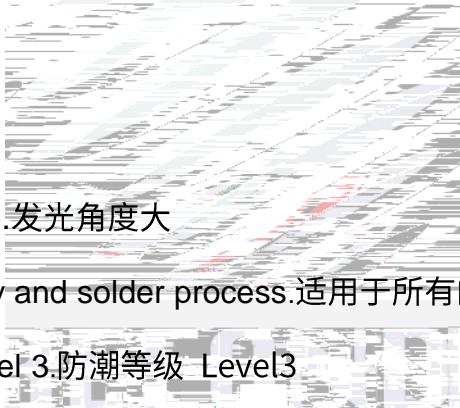 .发光角度大
and solder process.适用于所有
el 3.防潮等级 Level3